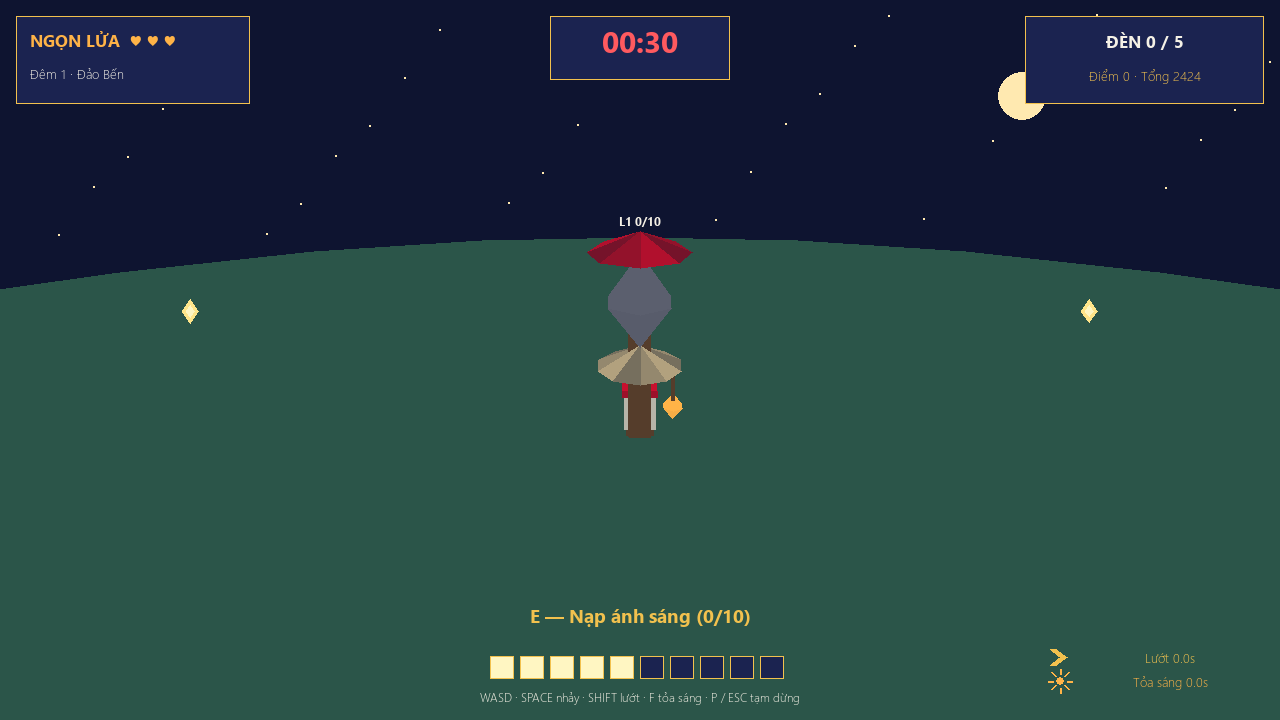 NGỌN LỬA
Đêm 1 · Đảo Bến
00:30
ĐÈN 0 / 5
Điểm 0 · Tổng 2424
L1 0/10
E — Nạp ánh sáng (0/10)
Lướt 0.0s
Tỏa sáng 0.0s
WASD · SPACE nhảy · SHIFT lướt · F tỏa sáng · P / ESC tạm dừng